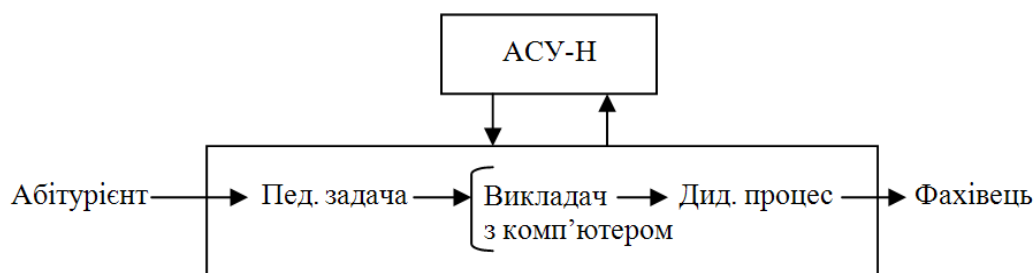 АСУ-Н
Абітурієнт
Пед. задача
Викладач
з комп’ютером
Дид. процес
Фахівець